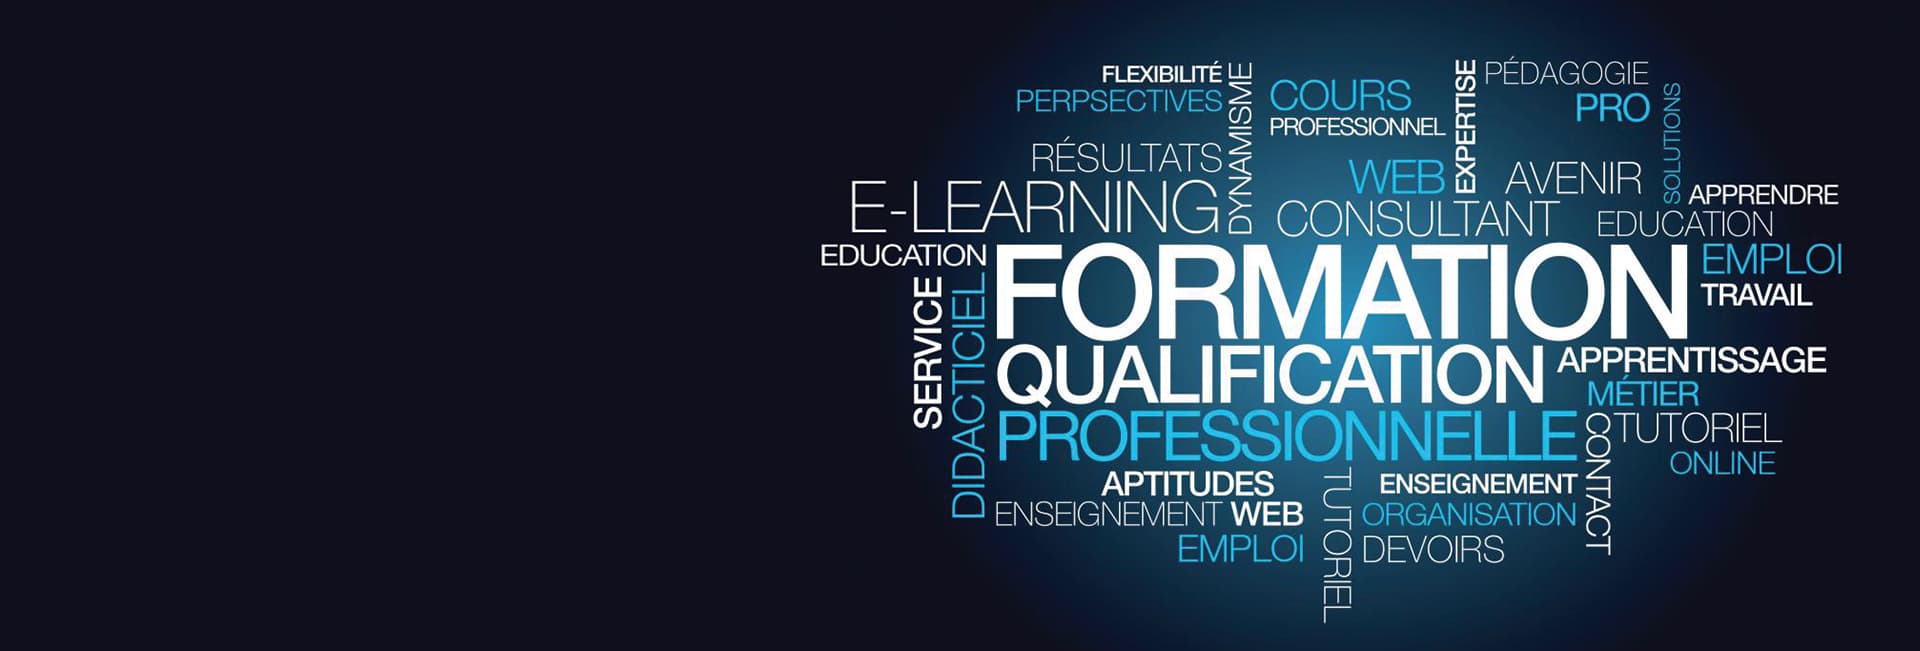 FLEXIBILITÉ
PERPSECTIVES
DYNAMISME
COURS
PROFESSIONNEL
EXPERTISE
PÉDAGOGIE
PRO
SOLUTIONS
RÉSULTATS
WEB
AVENIR
APPRENDRE
E-LEARNING
CONSULTANT
EDUCATION
EDUCATION
FORMATION
EMPLOI
TRAVAIL
SERVICE
DIDACTICIEL
QUALIFICATION
APPRENTISSAGE
MÉTIER
PROFESSIONNELLE
CONTACT
TUTORIEL
ONLINE
APTITUDES
TUTORIEL
ENSEIGNEMENT
ENSEIGNEMENT WEB
ORGANISATION
EMPLOI
DEVOIRS